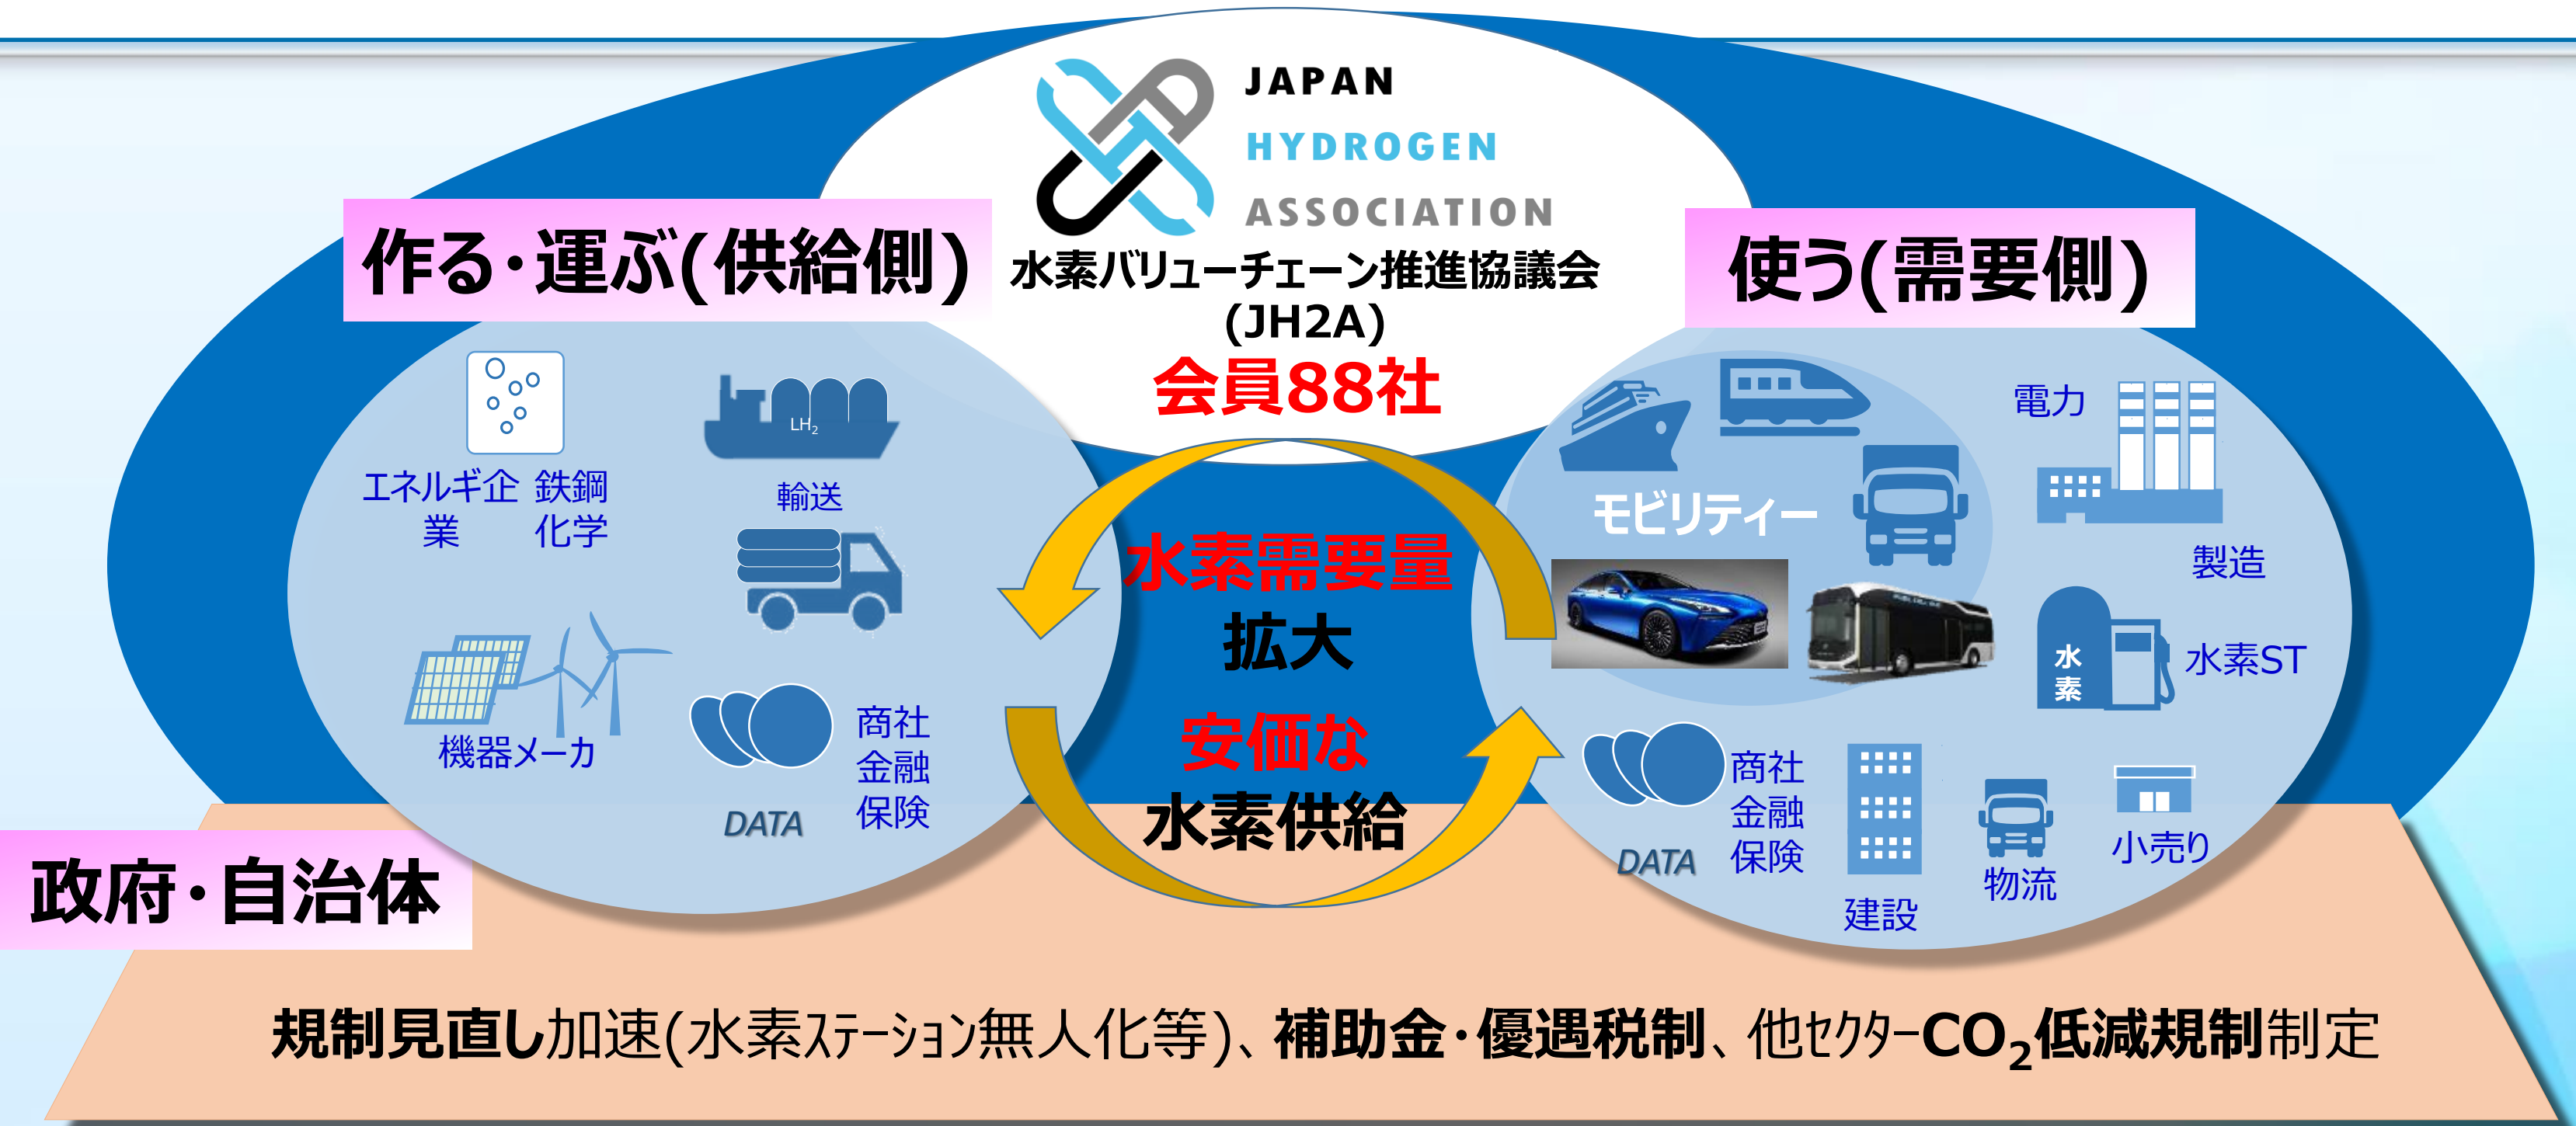 JAPAN
HYDROGEN
ASSOCIATION
水素バリューチェーン推進協議会
(JH2A)
会員88社
作る・運ぶ(供給側)
エネルギ企業
鉄鋼
化学
LH₂
輸送
機器メーカ
DATA
商社
金融
保険
水素需要量
拡大
安価な
水素供給
使う(需要側)
モビリティー
電力
製造
水素
水素ST
DATA
商社
金融
保険
建設
物流
小売り
政府・自治体
規制見直し加速(水素ｽﾃｰｼｮﾝ無人化等)、補助金・優遇税制、他ｾｸﾀｰCO₂低減規制制定